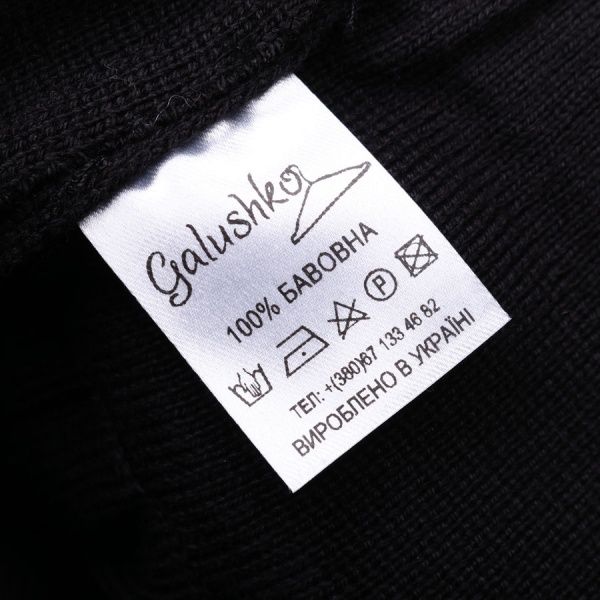 Galushko
100% БАВОВНА
P
ТЕЛ: +(380)67 133 46 82
ВИРОБЛЕНО В УКРАЇНІ